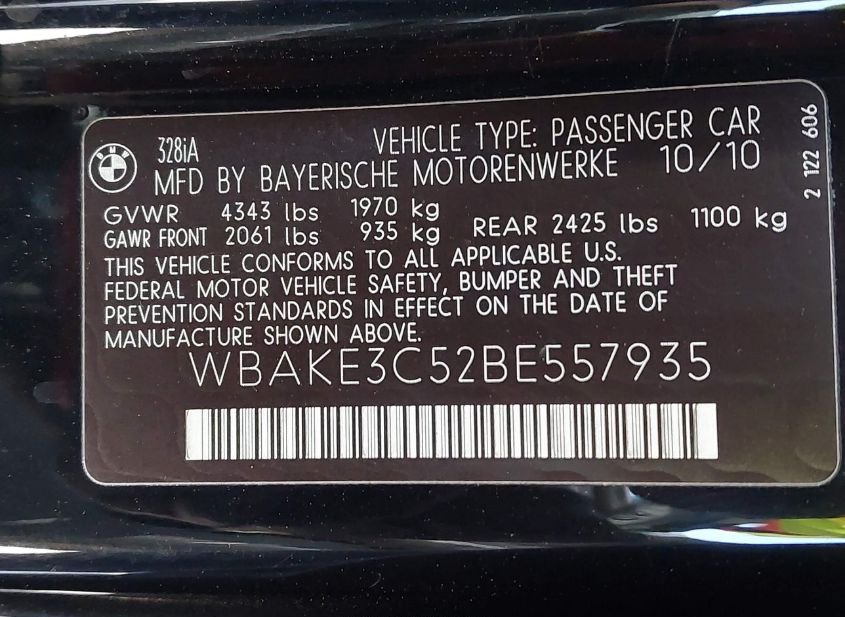 BMW
328iA
VEHICLE TYPE: PASSENGER CAR
MFD BY BAYERISCHE MOTORENWERKE 10/10
GVWR 4343 lbs 1970 kg
GAWR FRONT 2061 lbs 935 kg REAR 2425 lbs 1100 kg
THIS VEHICLE CONFORMS TO ALL APPLICABLE U.S.
FEDERAL MOTOR VEHICLE SAFETY, BUMPER AND THEFT
PREVENTION STANDARDS IN EFFECT ON THE DATE OF
MANUFACTURE SHOWN ABOVE.
WBAKE3C52BE557935
2 122 606